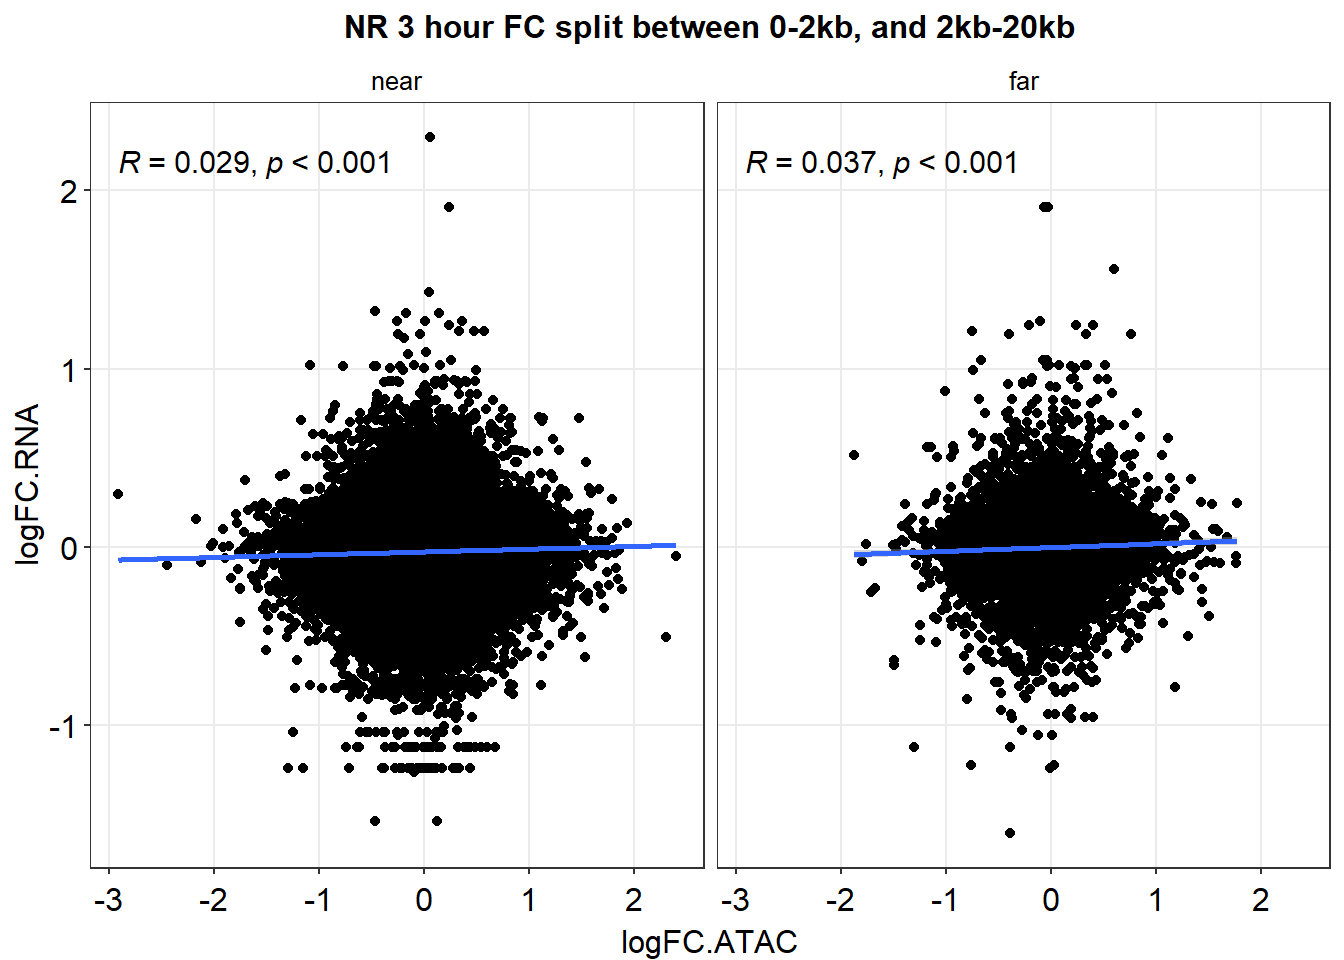 NR 3 hour FC split between 0-2kb, and 2kb-20kb
near
far
R = 0.029, p < 0.001
R = 0.037, p < 0.001
2
1
0
-1
logFC.RNA
-3 -2 -1 0 1 2
-3 -2 -1 0 1 2
logFC.ATAC